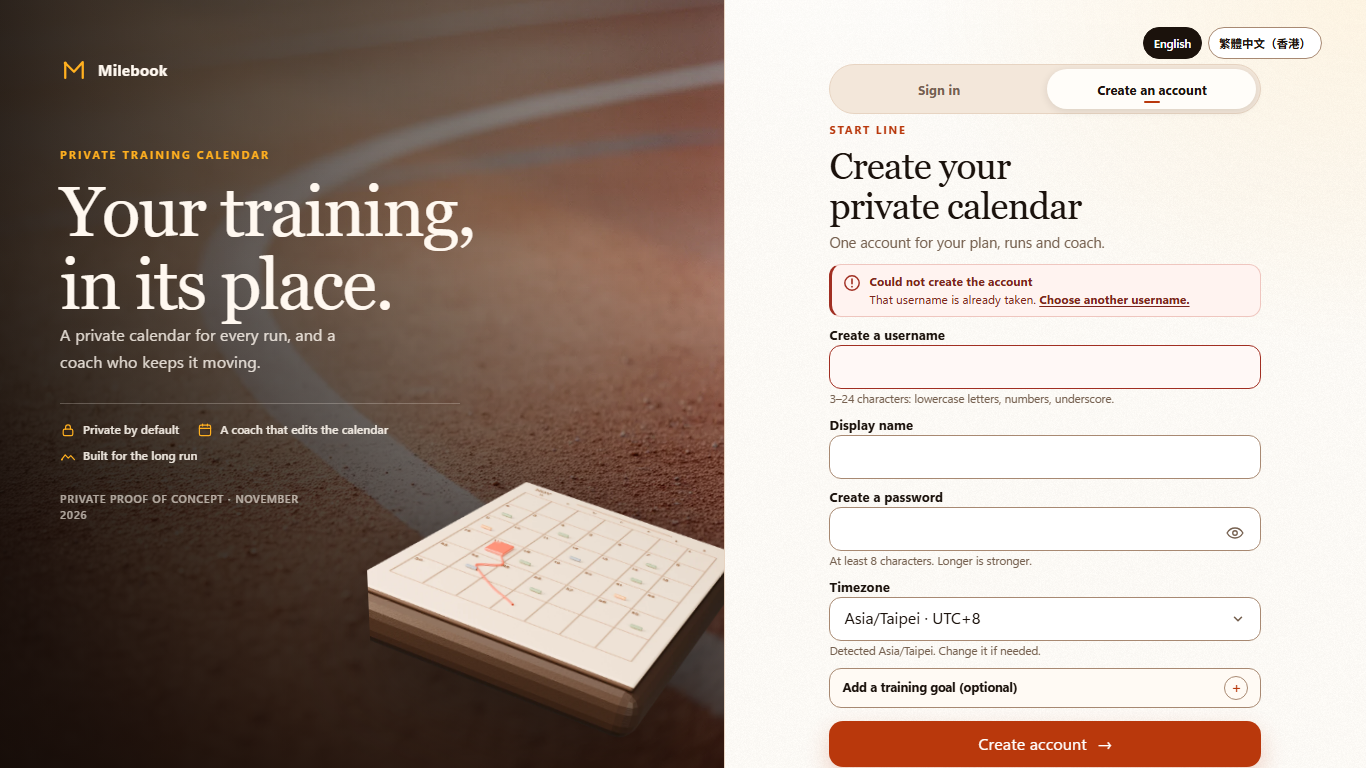 Milebook
PRIVATE TRAINING CALENDAR
Your training,
in its place.
A private calendar for every run, and a
coach who keeps it moving.
Private by default
A coach that edits the calendar
Built for the long run
PRIVATE PROOF OF CONCEPT · NOVEMBER
2026
English
繁體中文（香港）
Sign in
Create an account
START LINE
Create your
private calendar
One account for your plan, runs and coach.
Could not create the account
That username is already taken. Choose another username.
Create a username
3–24 characters: lowercase letters, numbers, underscore.
Display name
Create a password
At least 8 characters. Longer is stronger.
Timezone
Asia/Taipei · UTC+8
Detected Asia/Taipei. Change it if needed.
Add a training goal (optional)
Create account →